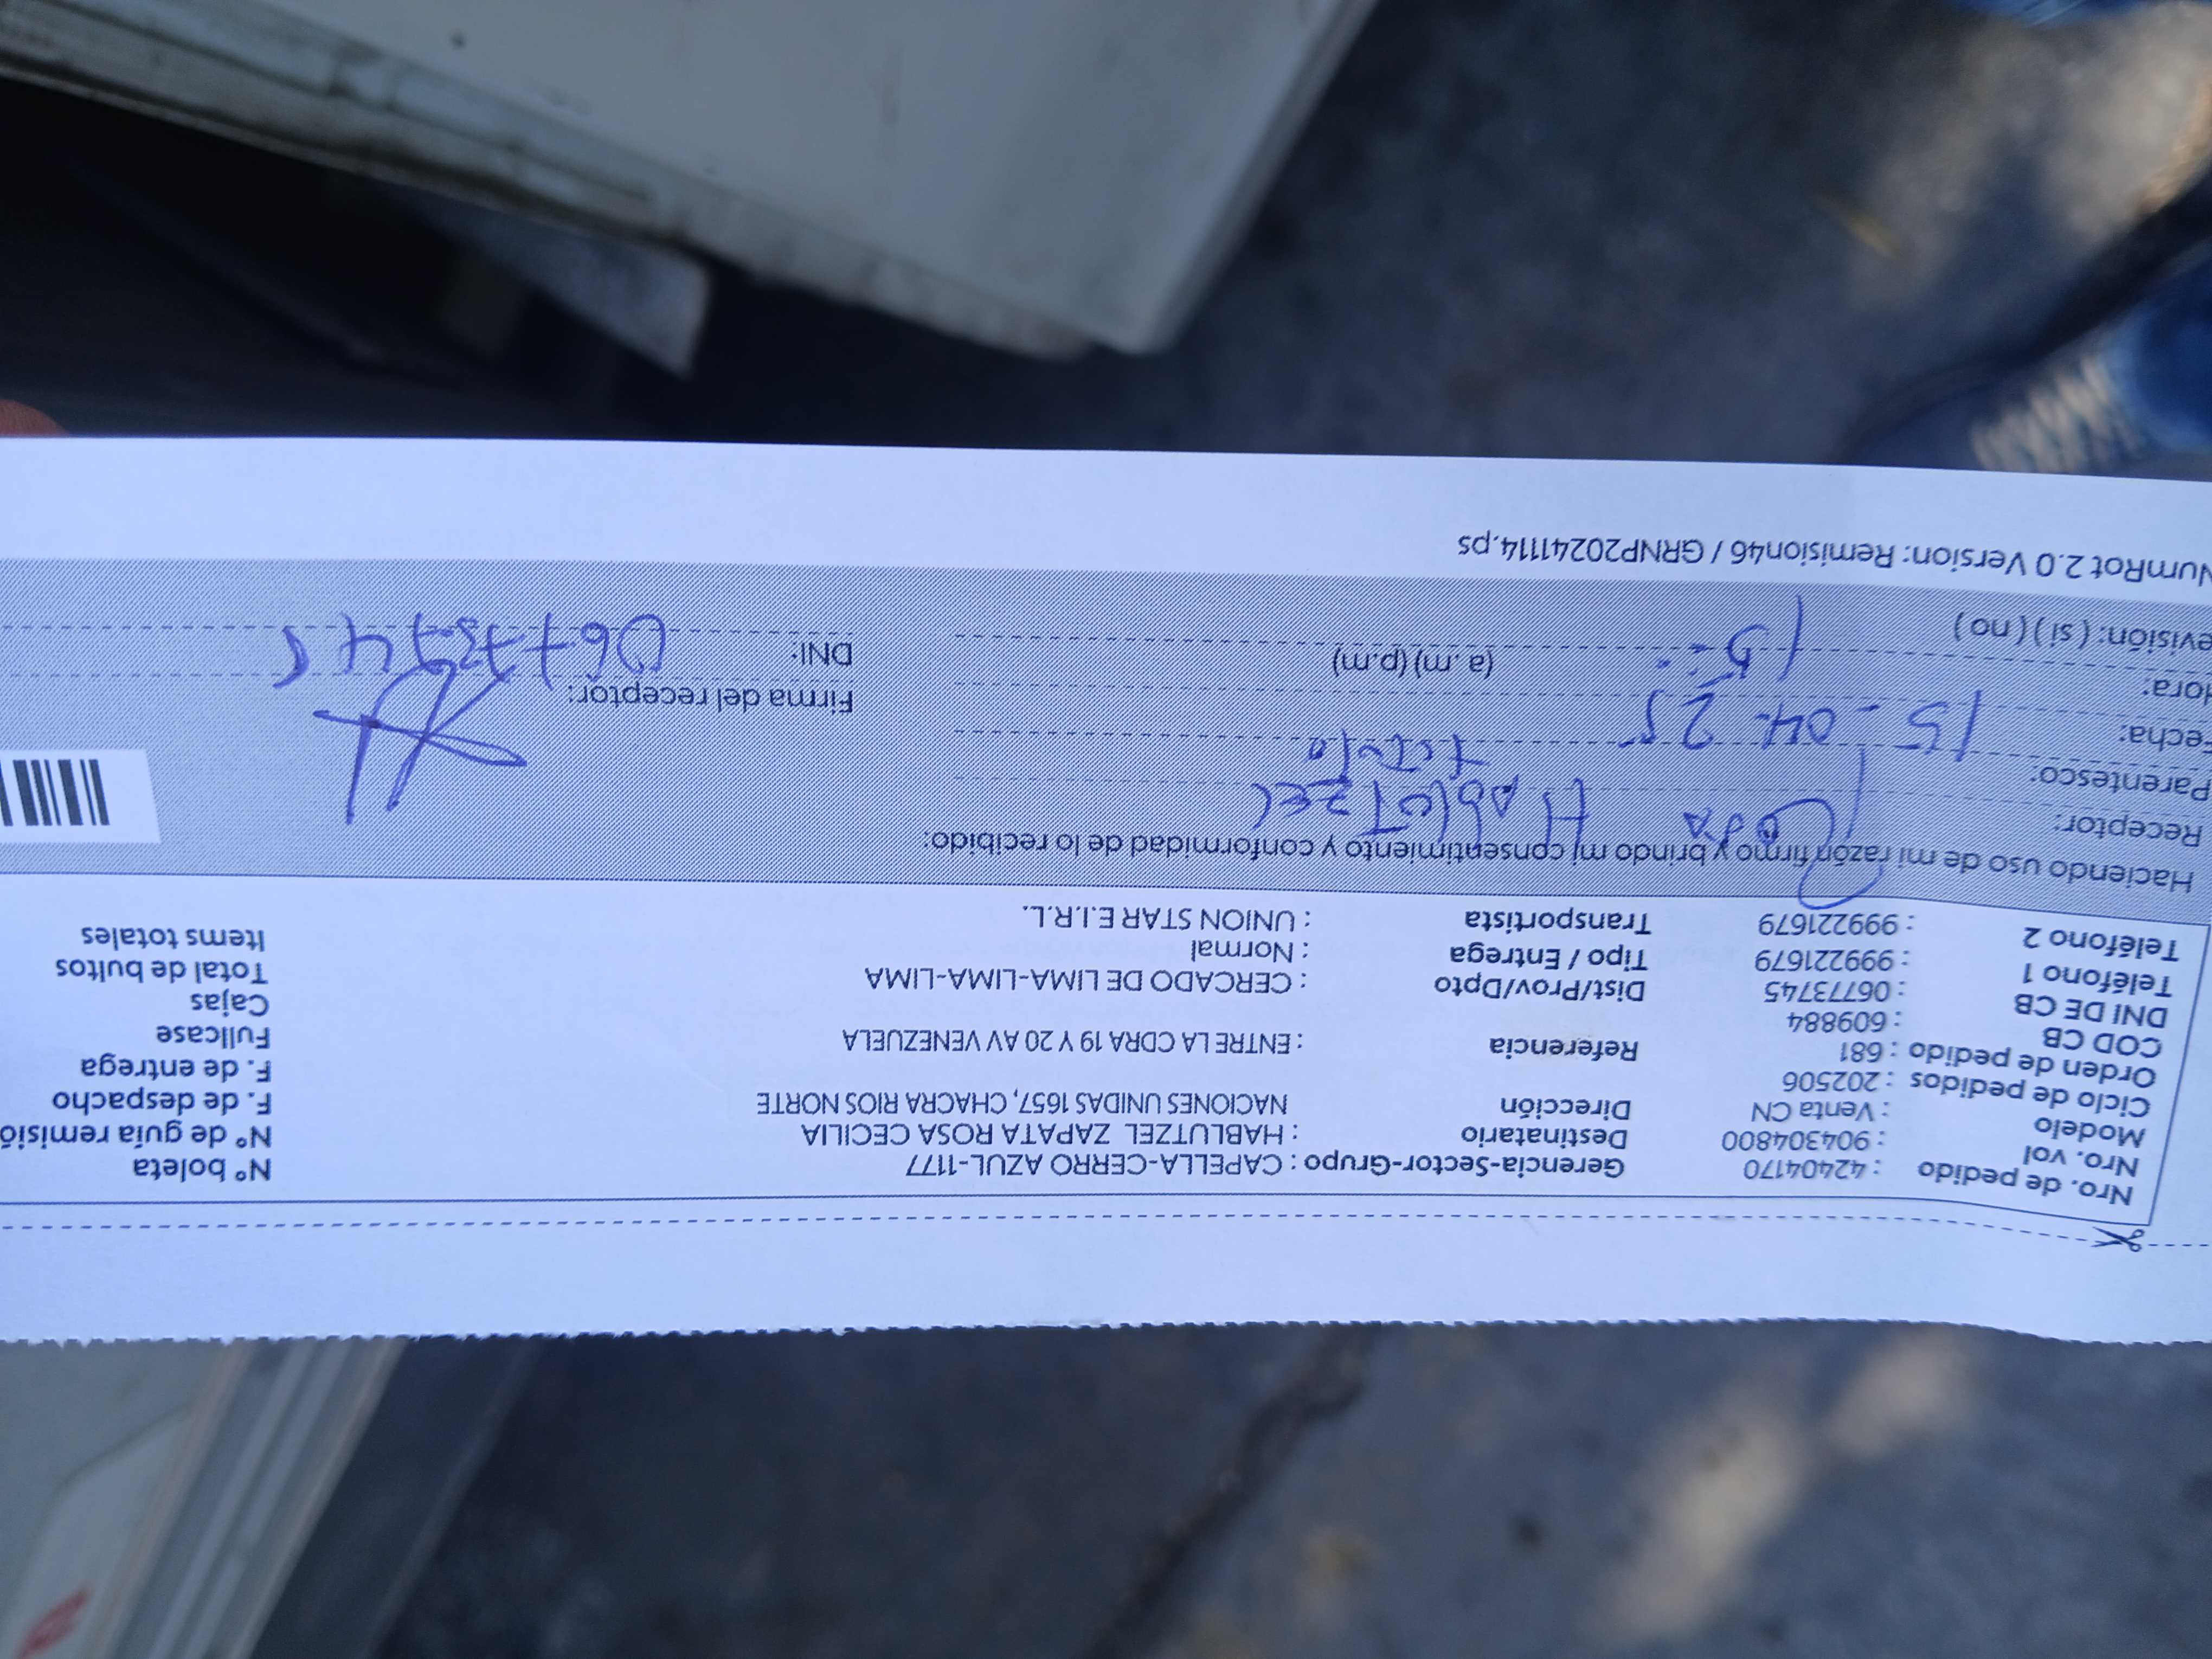 Nro. de pedido : 42404170 Gerencia-Sector-Grupo : CAPELLA-CERRO AZUL-1177 N° boleta
Nro. vol : 904304800 Destinatario : HABLUTZEL ZAPATA ROSA CECILIA N° de guía remisió
Modelo : Venta CN Dirección NACIONES UNIDAS 1657, CHACRA RIOS NORTE F. de despacho
Ciclo de pedidos : 202506 F. de entrega
Orden de pedido : 681 Referencia : ENTRE LA CDRA 19 Y 20 AV VENEZUELA Fullcase
COD CB : 609884 Cajas
DNI DE CB : 06773745 Dist/Prov/Dpto : CERCADO DE LIMA-LIMA-LIMA Total de bultos
Teléfono 1 : 999221679 Tipo / Entrega : Normal Items totales
Teléfono 2 : 999221679 Transportista : UNION STAR E.I.R.L.
Haciendo uso de mi razón firmo y brindo mi consentimiento y conformidad de lo recibido:
Receptor: Rosa HAblutzel
Parentesco: titular
echa: 15-04-25 Firma del receptor:
Hora: 15: (a.m) (p.m) DNI: 06773745
evisión: ( si ) ( no )
NumRot 2.0 Version: Remision46 / GRNP20241114.ps